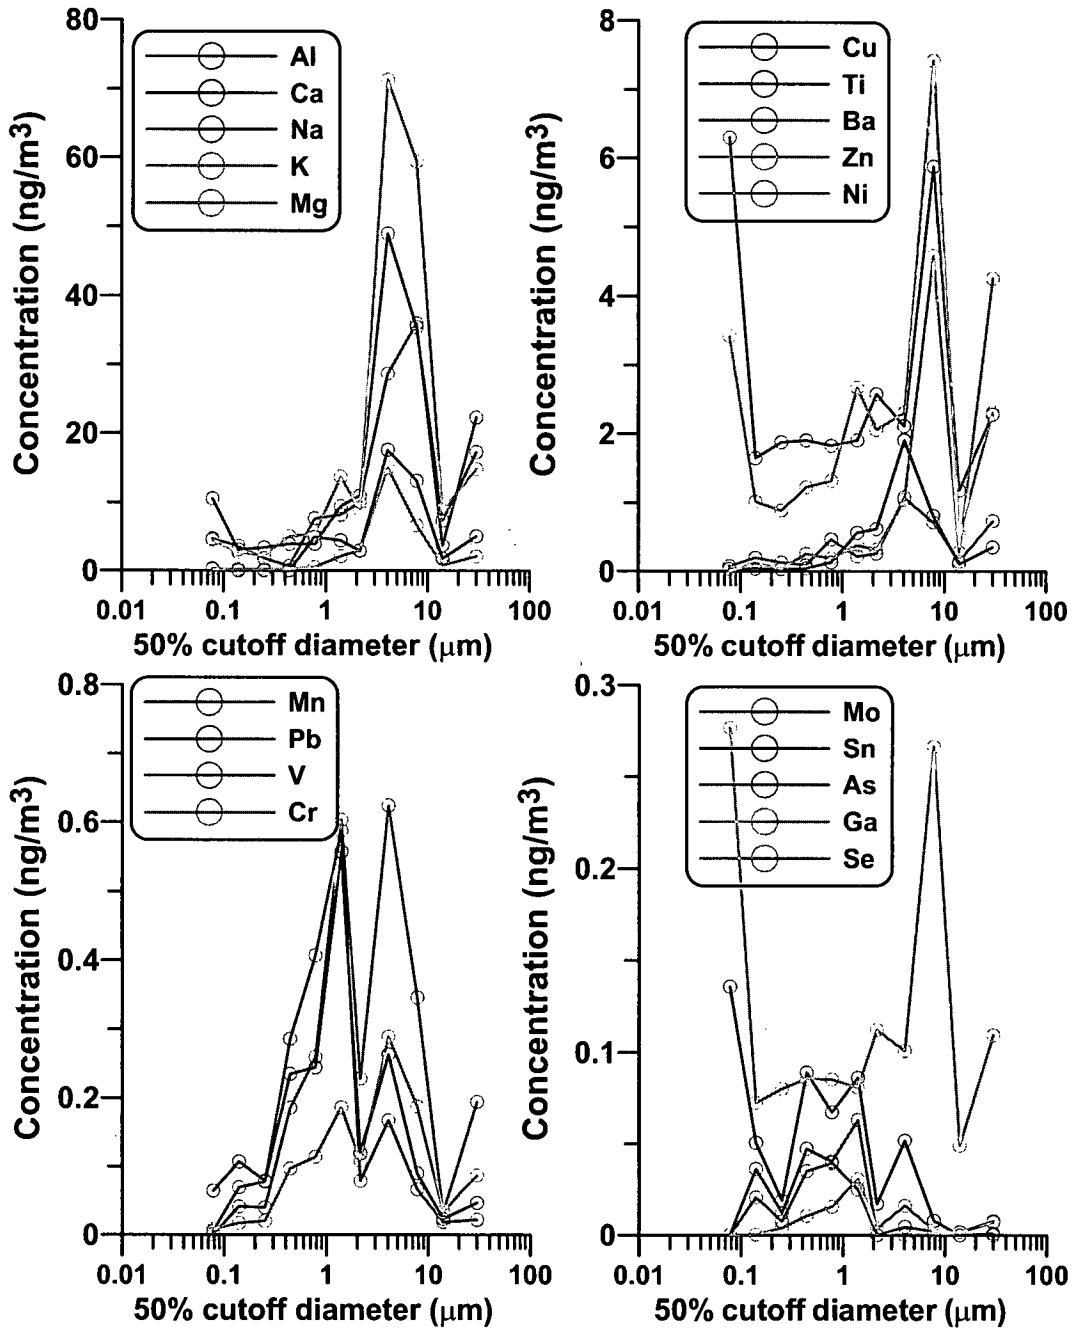 80
60
40
20
0
Concentration (ng/m3)
Al
Ca
Na
K
Mg
0.01 0.1 1 10 100
50% cutoff diameter (μm)
8
6
4
2
0
Concentration (ng/m3)
Cu
Ti
Ba
Zn
Ni
0.01 0.1 1 10 100
50% cutoff diameter (μm)
0.8
0.6
0.4
0.2
0
Concentration (ng/m3)
Mn
Pb
V
Cr
0.01 0.1 1 10 100
50% cutoff diameter (μm)
0.3
0.2
0.1
0
Concentration (ng/m3)
Mo
Sn
As
Ga
Se
0.01 0.1 1 10 100
50% cutoff diameter (μm)